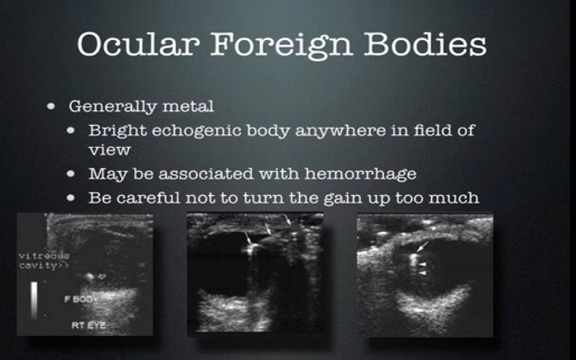 Ocular Foreign Bodies
• Generally metal
• Bright echogenic body anywhere in field of
view
• May be associated with hemorrhage
• Be careful not to turn the gain up too much
vitreous
cavity>>
F BODY
RT EYE